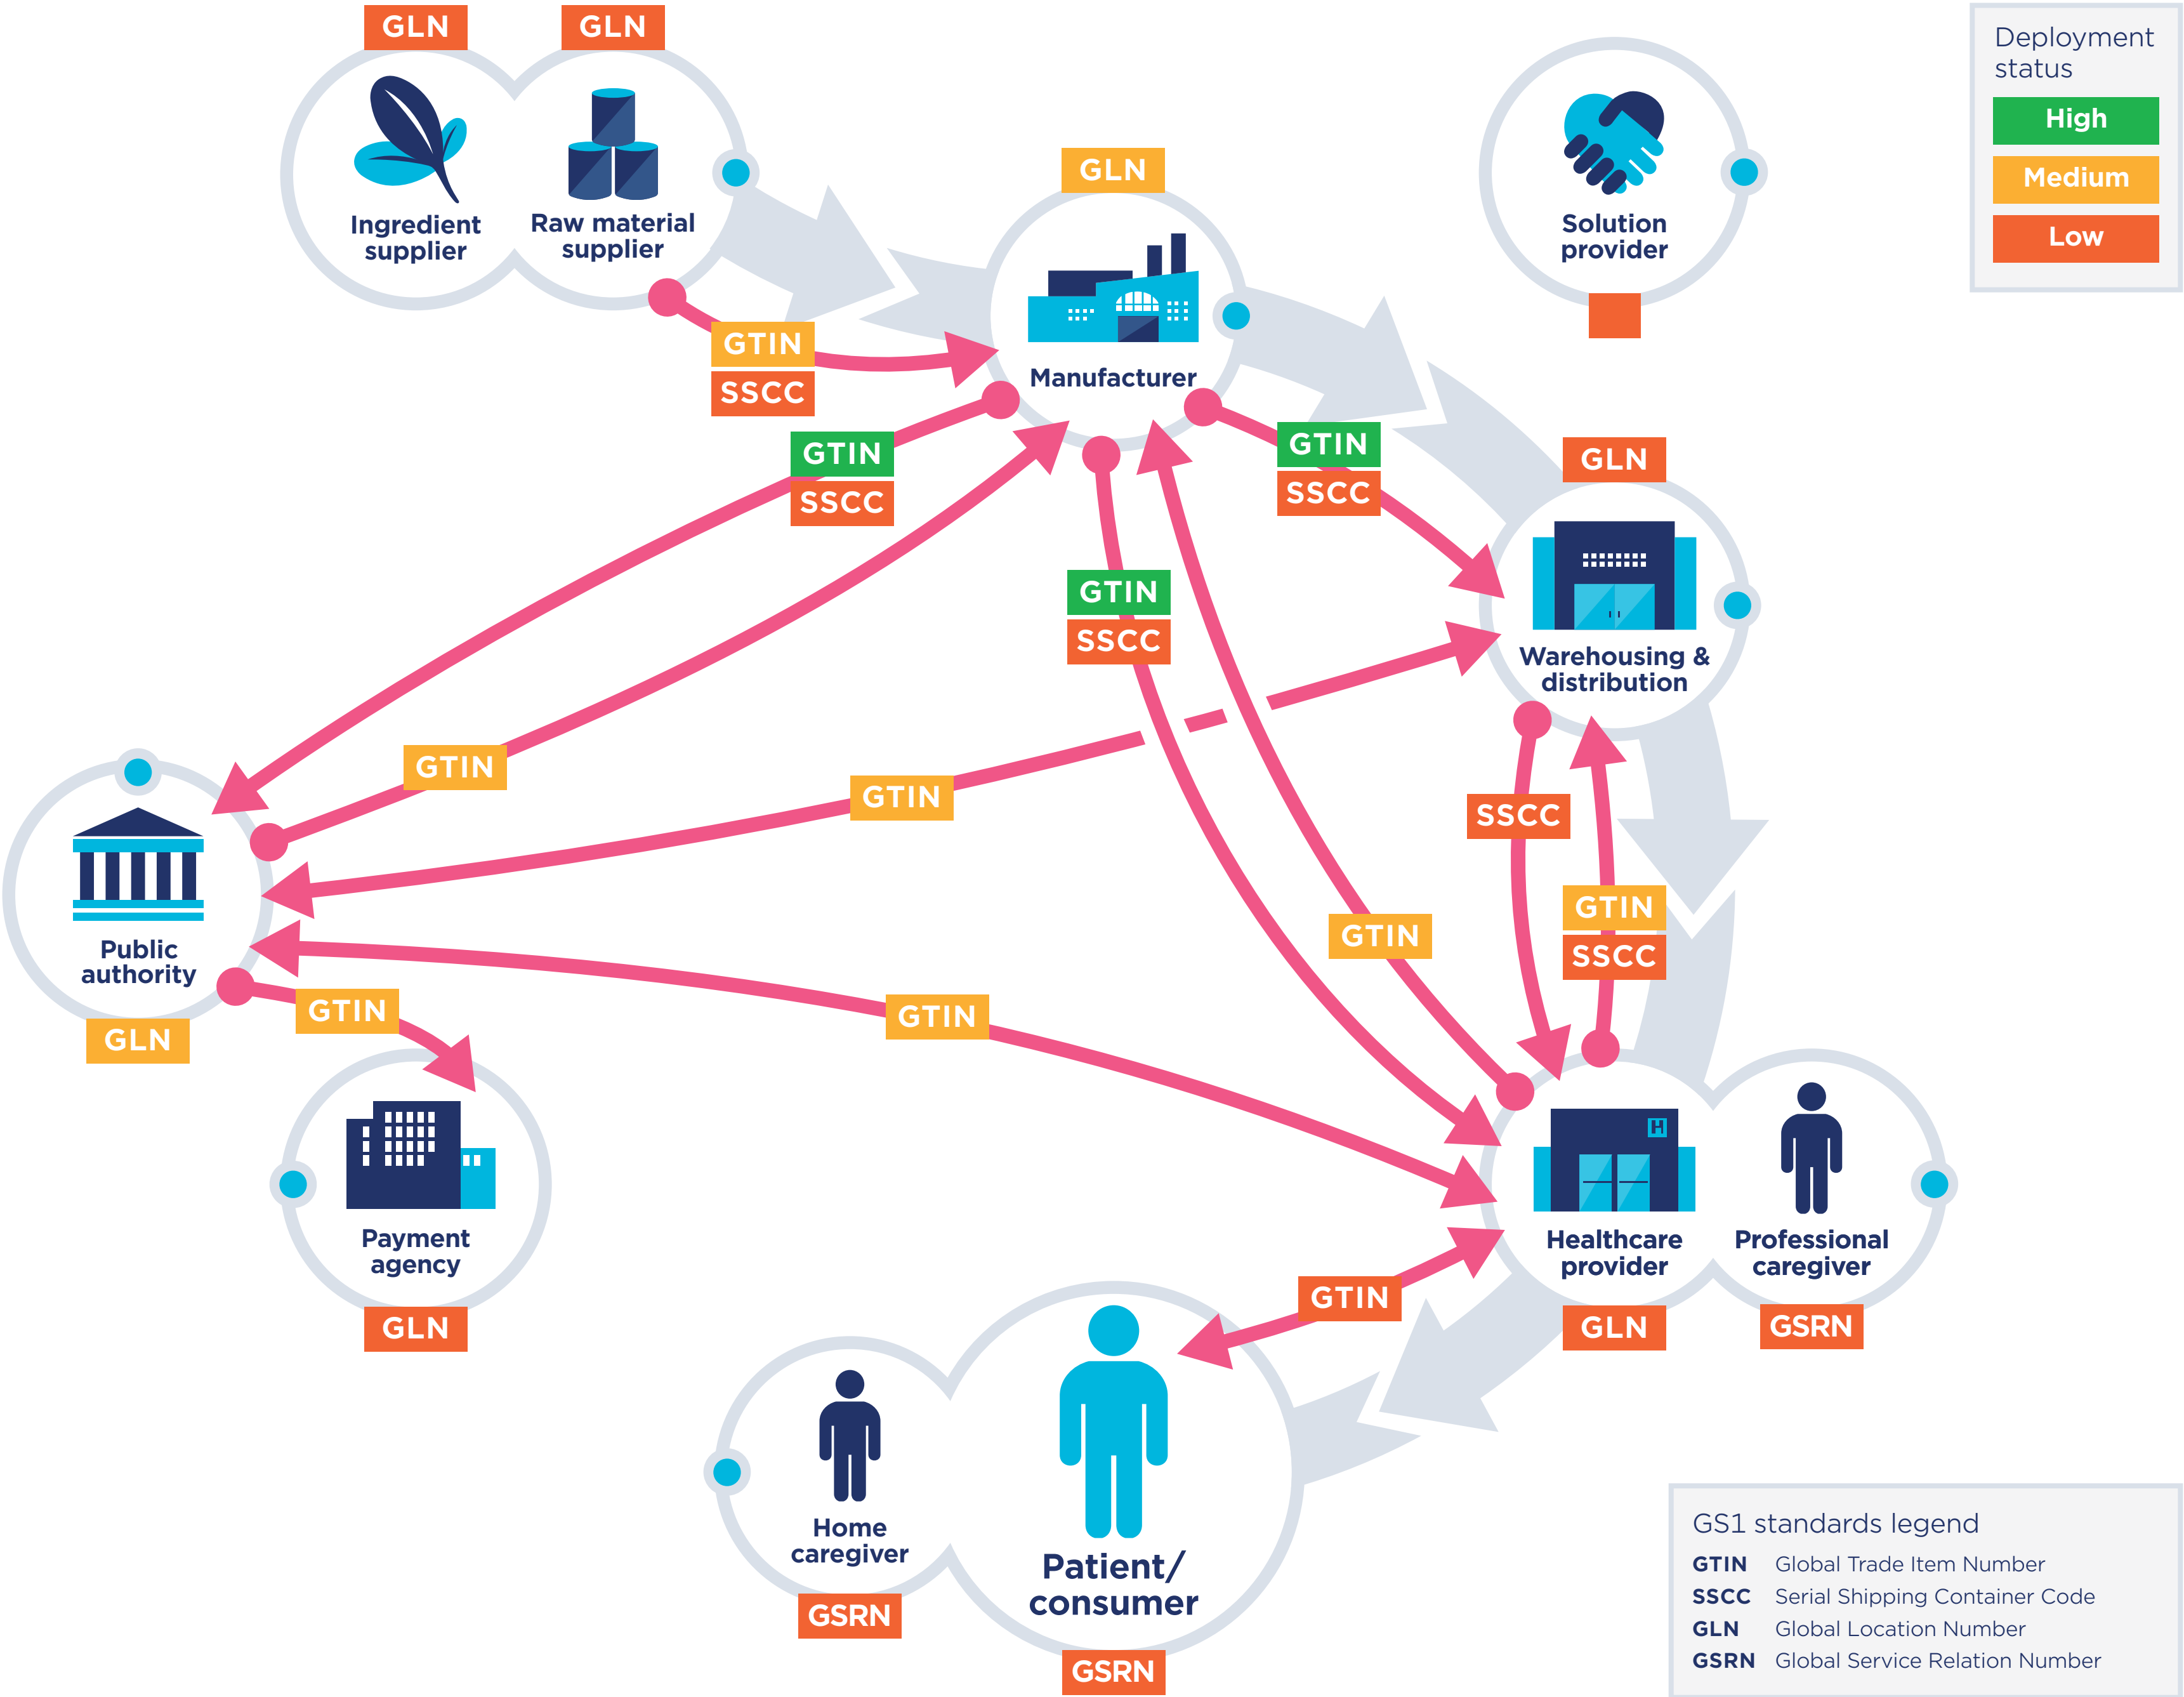 GLN
GLN
Deployment
status
High
Medium
Low
Ingredient
supplier
Raw material
supplier
GLN
Solution
provider
GTIN
SSCC
Manufacturer
GTIN
SSCC
GTIN
SSCC
GLN
GTIN
SSCC
Warehousing &
distribution
GTIN
GTIN
SSCC
GTIN
SSCC
GTIN
Public
authority
GTIN
GTIN
GLN
H
Payment
agency
Healthcare
provider
Professional
caregiver
GTIN
GLN
GLN
GSRN
Home
caregiver
Patient/
consumer
GSRN
GSRN
GS1 standards legend
GTIN Global Trade Item Number
SSCC Serial Shipping Container Code
GLN Global Location Number
GSRN Global Service Relation Number